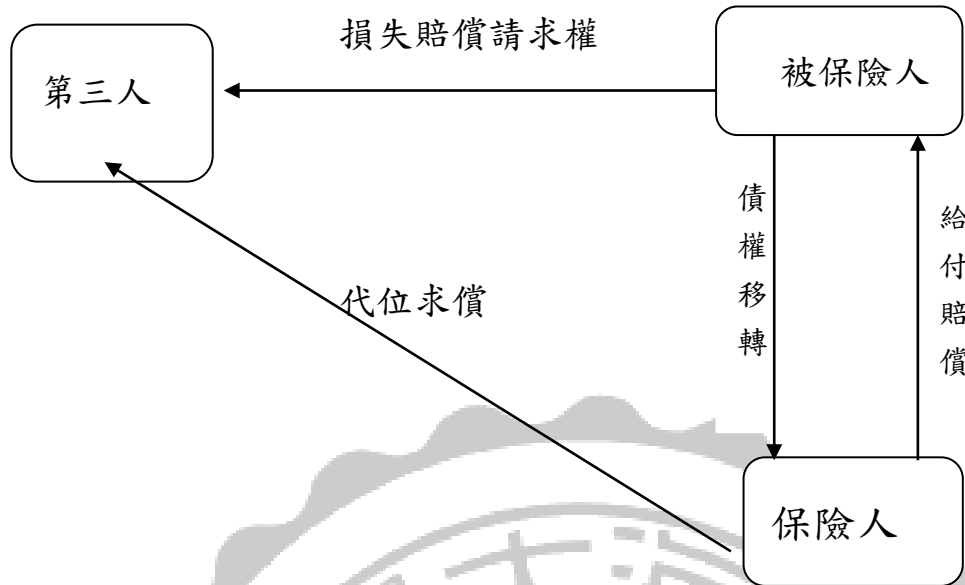 損失賠償請求權
第三人
被保險人
債權移轉
給付賠償
代位求償
保險人